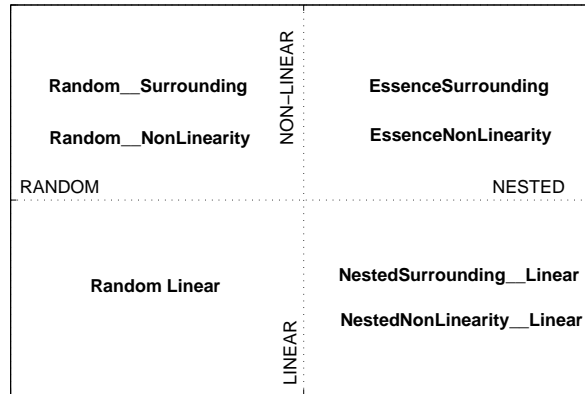 Random__Surrounding
Random__NonLinearity
NON–LINEAR
EssenceSurrounding
EssenceNonLinearity
RANDOM
NESTED
Random Linear
LINEAR
NestedSurrounding__Linear
NestedNonLinearity__Linear